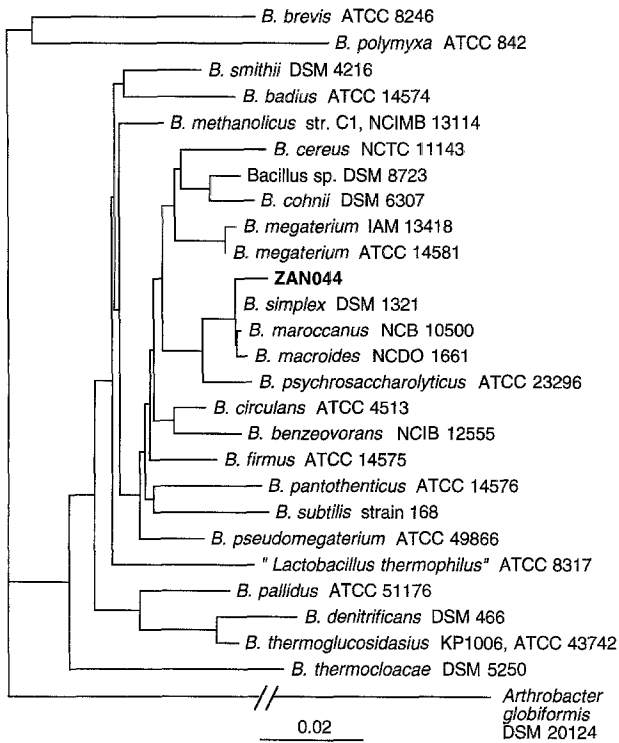 B. brevis ATCC 8246
B. polymyxa ATCC 842
B. smithii DSM 4216
B. badius ATCC 14574
B. methanolicus str. C1, NCIMB 13114
B. cereus NCTC 11143
Bacillus sp. DSM 8723
B. cohnii DSM 6307
B. megaterium IAM 13418
B. megaterium ATCC 14581
ZAN044
B. simplex DSM 1321
B. maroccanus NCB 10500
B. macroides NCDO 1661
B. psychrosaccharolyticus ATCC 23296
B. circulans ATCC 4513
B. benzeovorans NCIB 12555
B. firmus ATCC 14575
B. pantothenticus ATCC 14576
B. subtilis strain 168
B. pseudomegaterium ATCC 49866
" Lactobacillus thermophilus" ATCC 8317
B. pallidus ATCC 51176
B. denitrificans DSM 466
B. thermoglucosidasius KP1006, ATCC 43742
B. thermocloacae DSM 5250
Arthrobacter
globiformis
DSM 20124
0.02